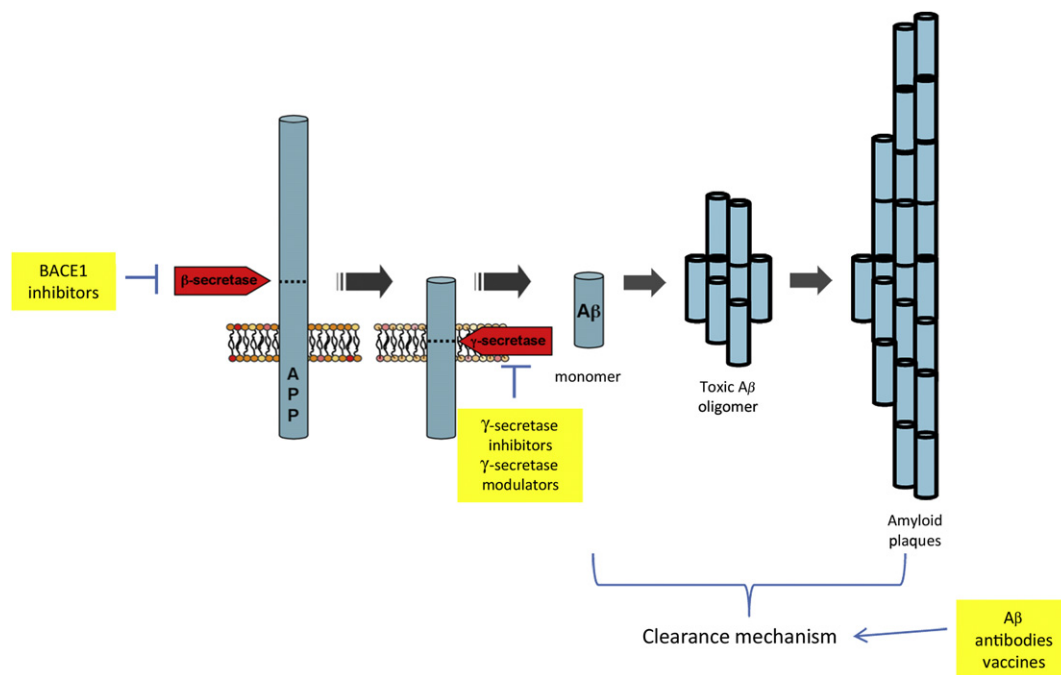 BACE1
inhibitors
β-secretase
A
P
P
γ-secretase
γ-secretase
inhibitors
γ-secretase
modulators
Aβ
monomer
Toxic Aβ
oligomer
Amyloid
plaques
Clearance mechanism
Aβ
antibodies
vaccines